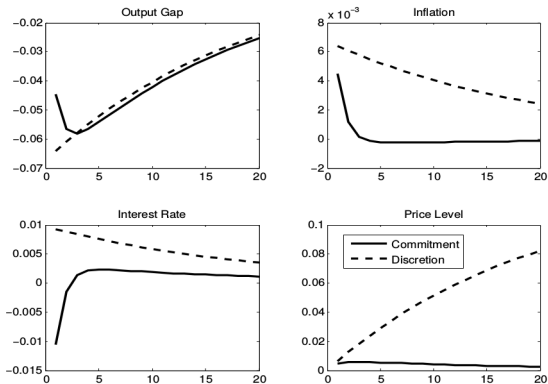 Output Gap
−0.02
−0.03
−0.04
−0.05
−0.06
−0.07
0 5 10 15 20
Inflation
8 x 10⁻³
6
4
2
0
−2
0 5 10 15 20
Interest Rate
0.01
0.005
0
−0.005
−0.01
−0.015
0 5 10 15 20
Price Level
0.1
0.08
0.06
0.04
0.02
0
0 5 10 15 20
Commitment
Discretion